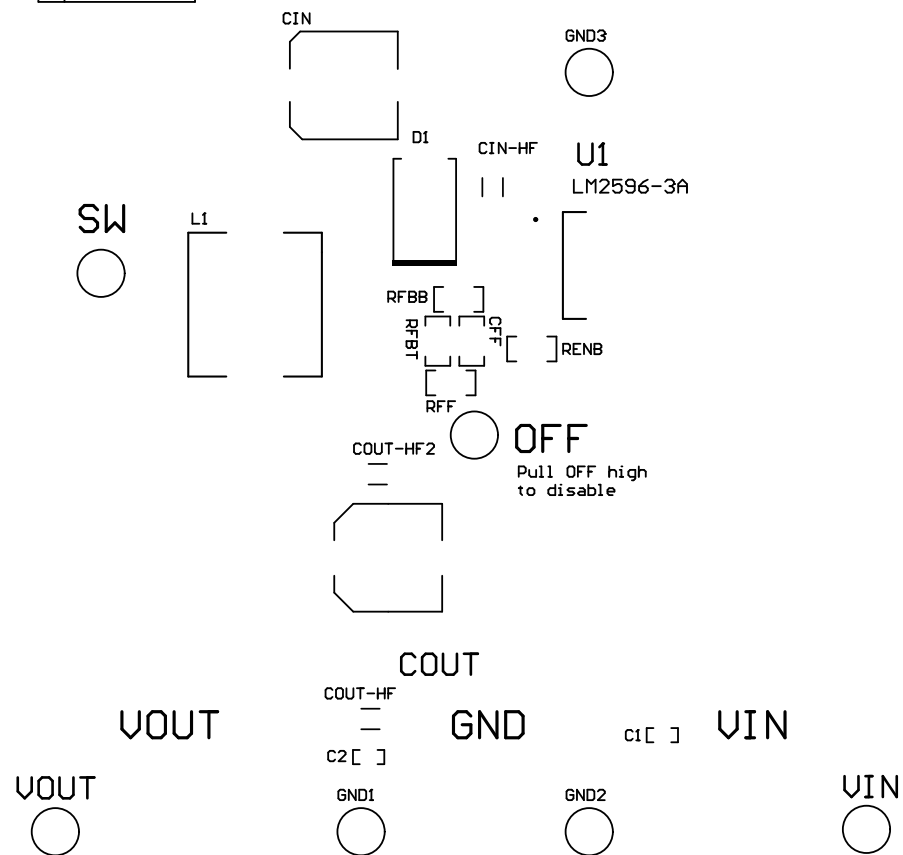 CIN
GND3
D1
CIN-HF
U1
LM2596-3A
SW
L1
RFBB
RFBT
CFF
RENB
RFF
OFF
COUT-HF2
Pull OFF high
to disable
COUT
COUT-HF
VOUT
GND
VIN
C1
C2
VOUT
GND1
GND2
VIN